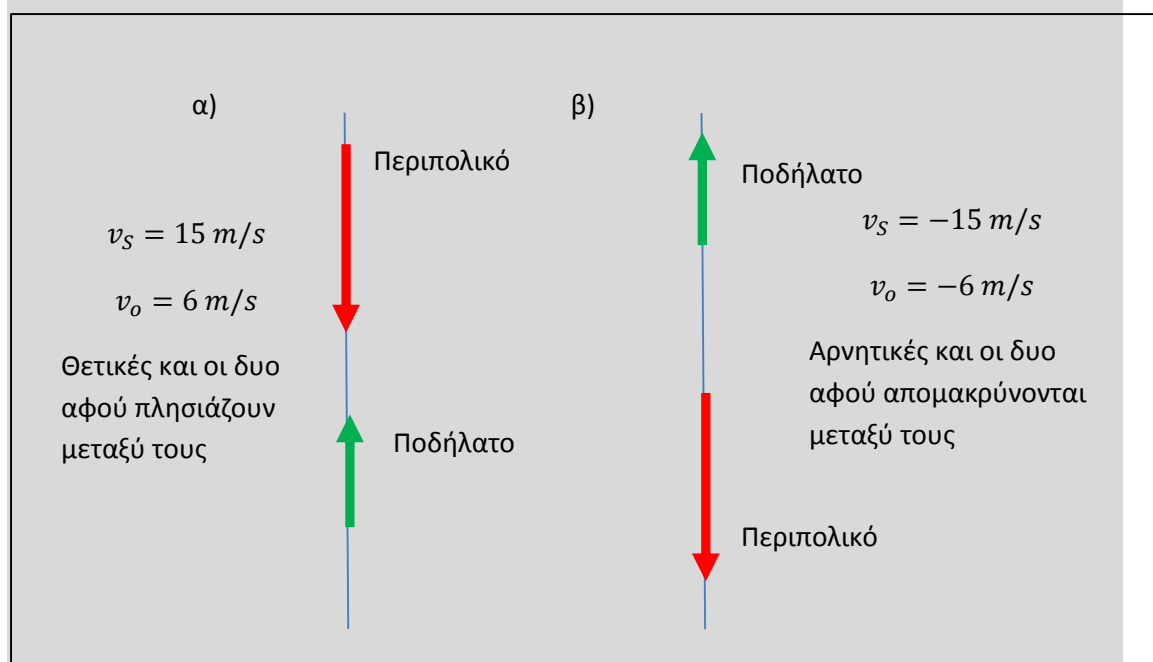 α)
Περιπολικό
v_S = 15 m/s
v_o = 6 m/s
Θετικές και οι δυο
αφού πλησιάζουν
μεταξύ τους
Ποδήλατο
β)
Ποδήλατο
v_S = −15 m/s
v_o = −6 m/s
Αρνητικές και οι δυο
αφού απομακρύνονται
μεταξύ τους
Περιπολικό